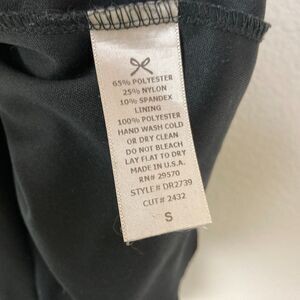 65% POLYESTER
25% NYLON
10% SPANDEX
LINING
100% POLYESTER
HAND WASH COLD
OR DRY CLEAN
DO NOT BLEACH
LAY FLAT TO DRY
MADE IN U.S.A.
RN# 29570
STYLE# DR2739
CUT# 2432
S